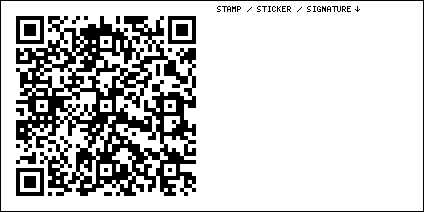 STAMP / STICKER / SIGNATURE ↓